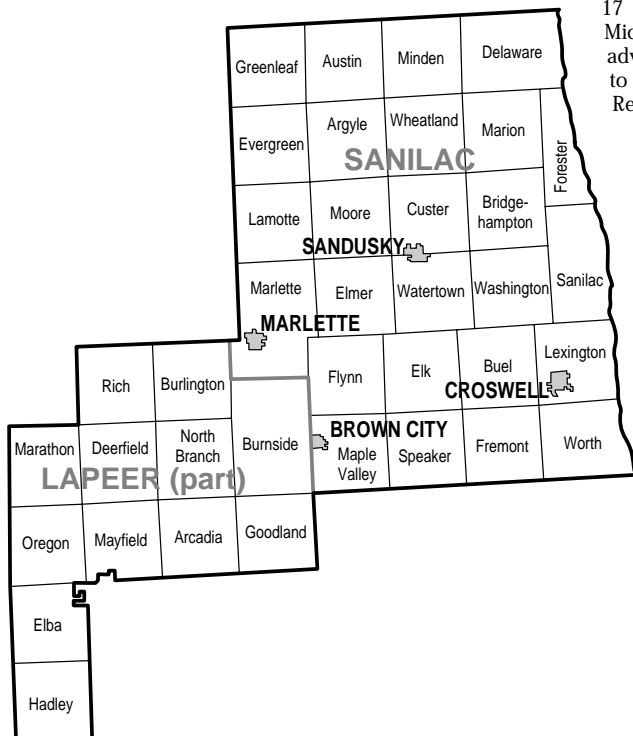 17
Mic
adv
to
Re
Greenleaf
Austin
Minden
Delaware
Evergreen
Argyle
Wheatland
Marion
Forester
SANILAC
Lamotte
Moore
Custer
Bridge-
hampton
SANDUSKY
Marlette
Elmer
Watertown
Washington
Sanilac
MARLETTE
Rich
Burlington
Flynn
Elk
Buel
Lexington
CROSWELL
Marathon
Deerfield
North
Branch
Burnside
BROWN CITY
Maple
Valley
Speaker
Fremont
Worth
LAPEER (part)
Oregon
Mayfield
Arcadia
Goodland
Elba
Hadley